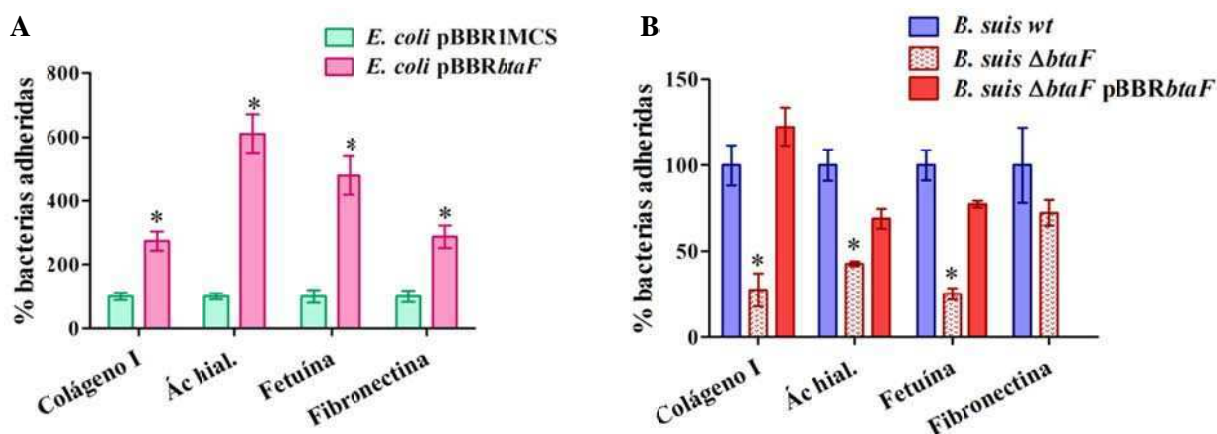 A
E. coli pBBR1MCS
E. coli pBBRbtaF
% bacterias adheridas
800
600
400
200
0
*
*
*
*
Colágeno I
Ác hial.
Fetuína
Fibronectina
B
B. suis wt
B. suis ΔbtaF
B. suis ΔbtaF pBBRbtaF
% bacterias adheridas
150
100
50
0
*
*
*
Colágeno I
Ác hial.
Fetuína
Fibronectina